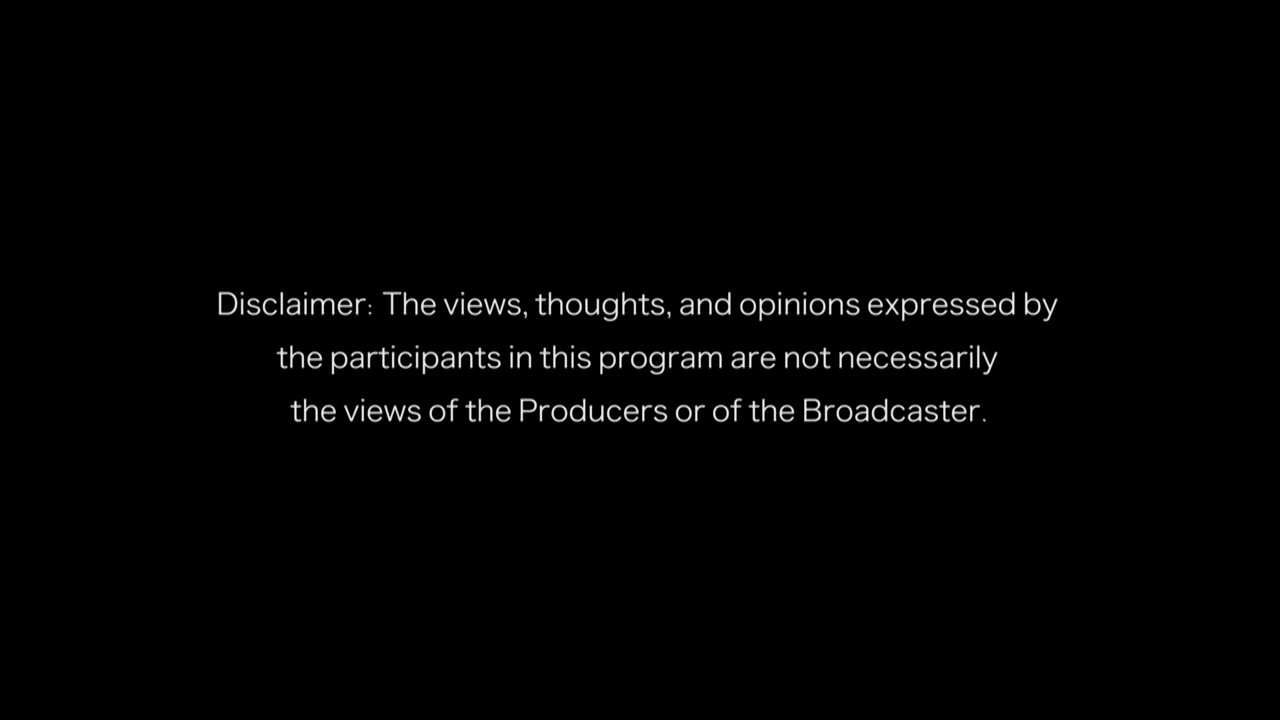 Disclaimer: The views, thoughts, and opinions expressed by
the participants in this program are not necessarily
the views of the Producers or of the Broadcaster.